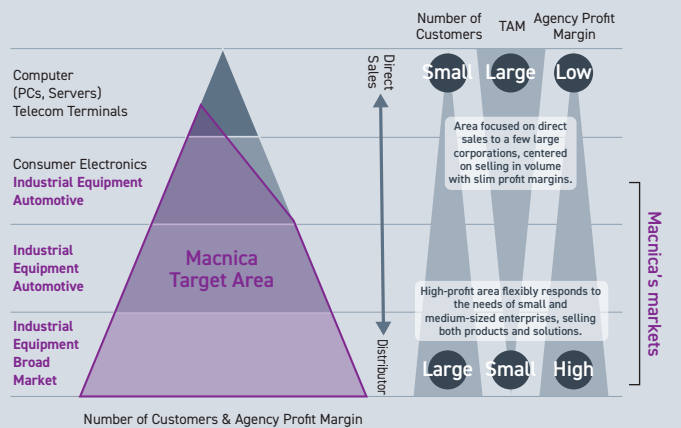 Number of
Customers
TAM
Agency Profit
Margin
Computer
(PCs, Servers)
Telecom Terminals
Direct
Sales
Small
Large
Low
Area focused on direct
sales to a few large
corporations, centered
on selling in volume
with slim profit margins.
Consumer Electronics
Industrial Equipment
Automotive
Industrial
Equipment
Automotive
Macnica
Target Area
Macnica's markets
High-profit area flexibly responds to
the needs of small and
medium-sized enterprises, selling
both products and solutions.
Industrial
Equipment
Broad
Market
Distributor
Large
Small
High
Number of Customers & Agency Profit Margin